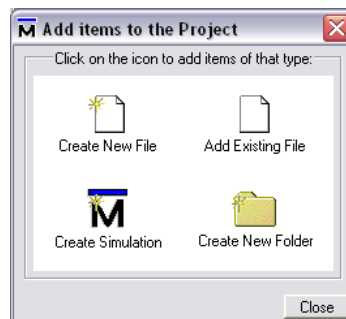 Add items to the Project
Click on the icon to add items of that type:
Create New File
Add Existing File
Create Simulation
Create New Folder
Close